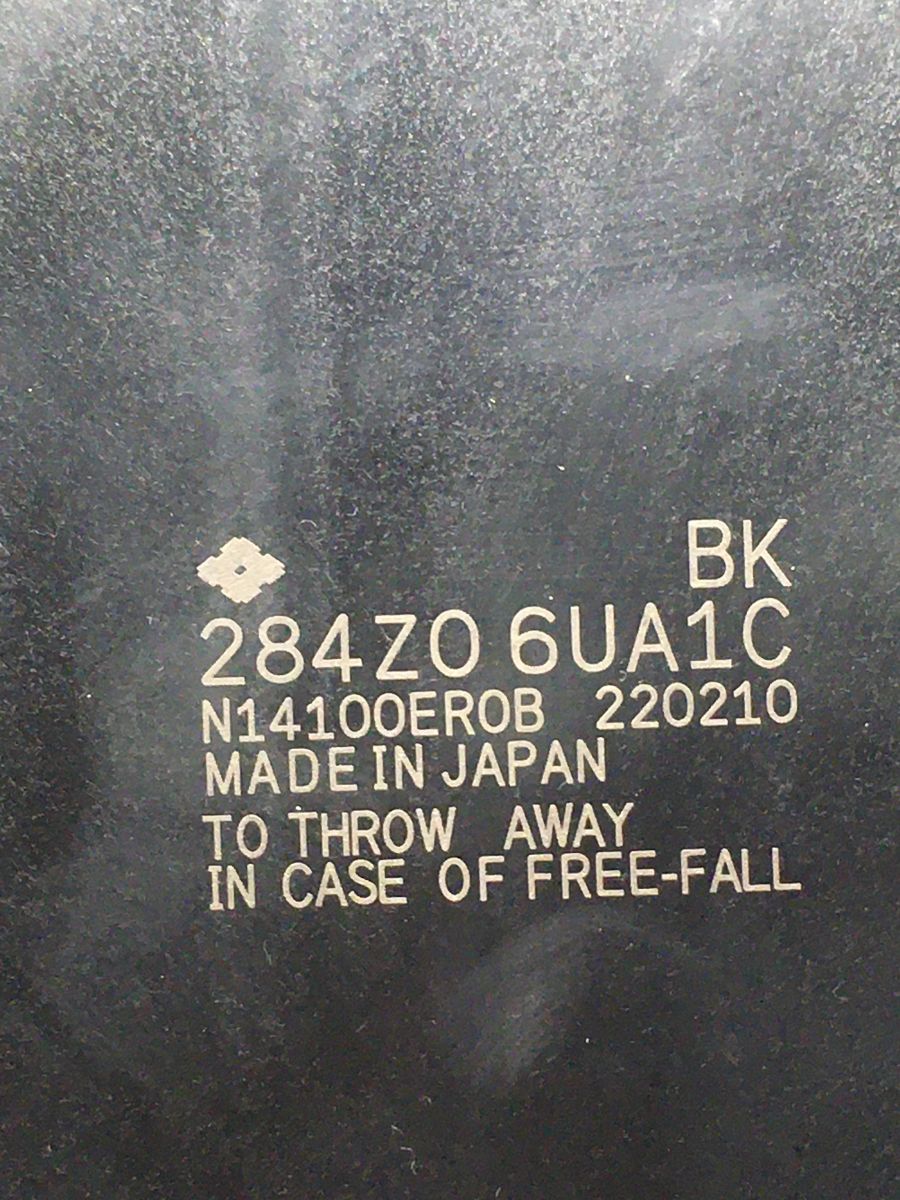 BK
284Z0 6UA1C
N14100ER0B 220210
MADE IN JAPAN
TO THROW AWAY
IN CASE OF FREE-FALL